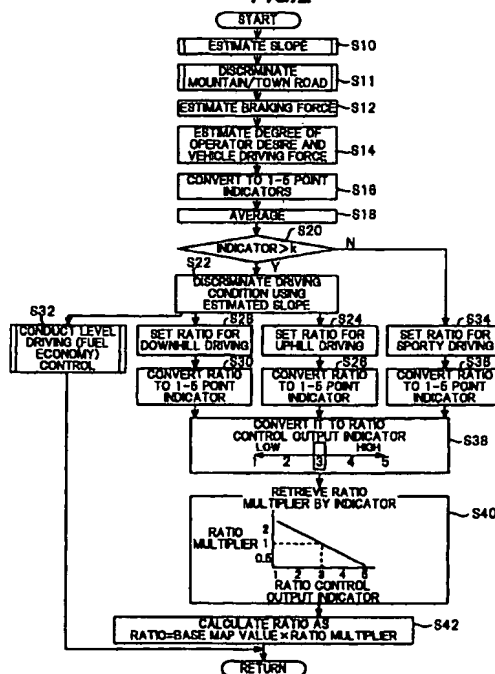 START
ESTIMATE SLOPE
S10
DISCRIMINATE
MOUNTAIN/TOWN ROAD
S11
ESTIMATE BRAKING FORCE
S12
ESTIMATE DEGREE OF
OPERATOR DESIRE AND
VEHICLE DRIVING FORCE
S14
CONVERT TO 1-5 POINT
INDICATORS
S16
AVERAGE
S18
S20
INDICATOR>k
N
Y
S22
DISCRIMINATE DRIVING
CONDITION USING
ESTIMATED SLOPE
S32
CONDUCT LEVEL
DRIVING (FUEL
ECONOMY) CONTROL
S28
SET RATIO FOR
DOWNHILL DRIVING
S24
SET RATIO FOR
UPHILL DRIVING
S34
SET RATIO FOR
SPORTY DRIVING
S30
CONVERT RATIO
TO 1-5 POINT
INDICATOR
S26
CONVERT RATIO
TO 1-5 POINT
INDICATOR
S36
CONVERT RATIO
TO 1-5 POINT
INDICATOR
CONVERT IT TO RATIO
CONTROL OUTPUT INDICATOR
LOW HIGH
1 2 3 4 5
S38
RETRIEVE RATIO
MULTIPLIER BY INDICATOR
S40
RATIO
MULTIPLIER
2
1
0.5
1 2 3 4 5
RATIO CONTROL
OUTPUT INDICATOR
CALCULATE RATIO AS
RATIO=BASE MAP VALUE×RATIO MULTIPLIER
S42
RETURN